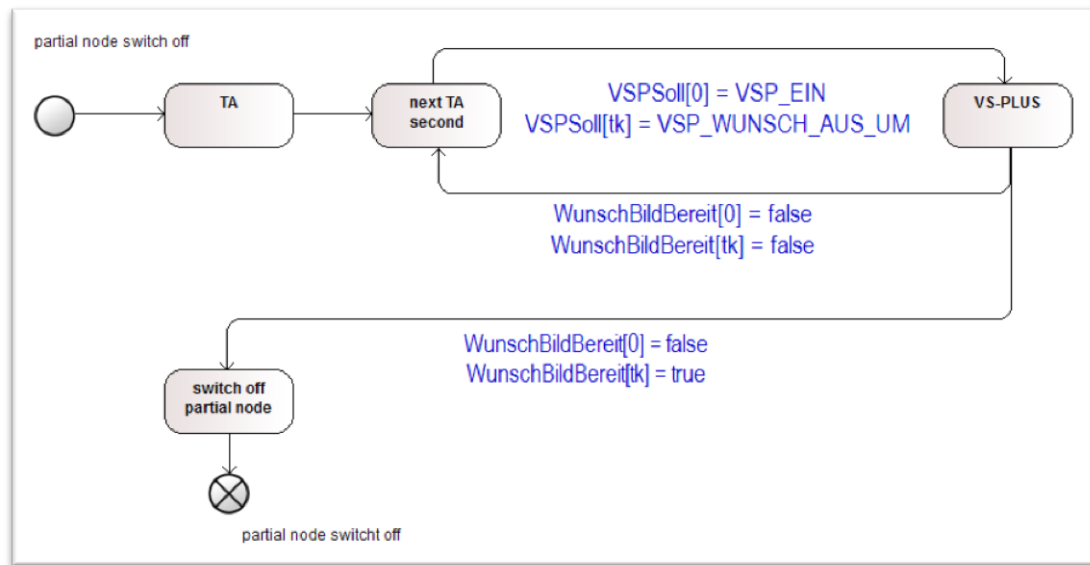 partial node switch off
TA
next TA
second
VSPSoll[0] = VSP_EIN
VSPSoll[tk] = VSP_WUNSCH_AUS_UM
VS-PLUS
WunschBildBereit[0] = false
WunschBildBereit[tk] = false
WunschBildBereit[0] = false
WunschBildBereit[tk] = true
switch off
partial node
partial node switcht off